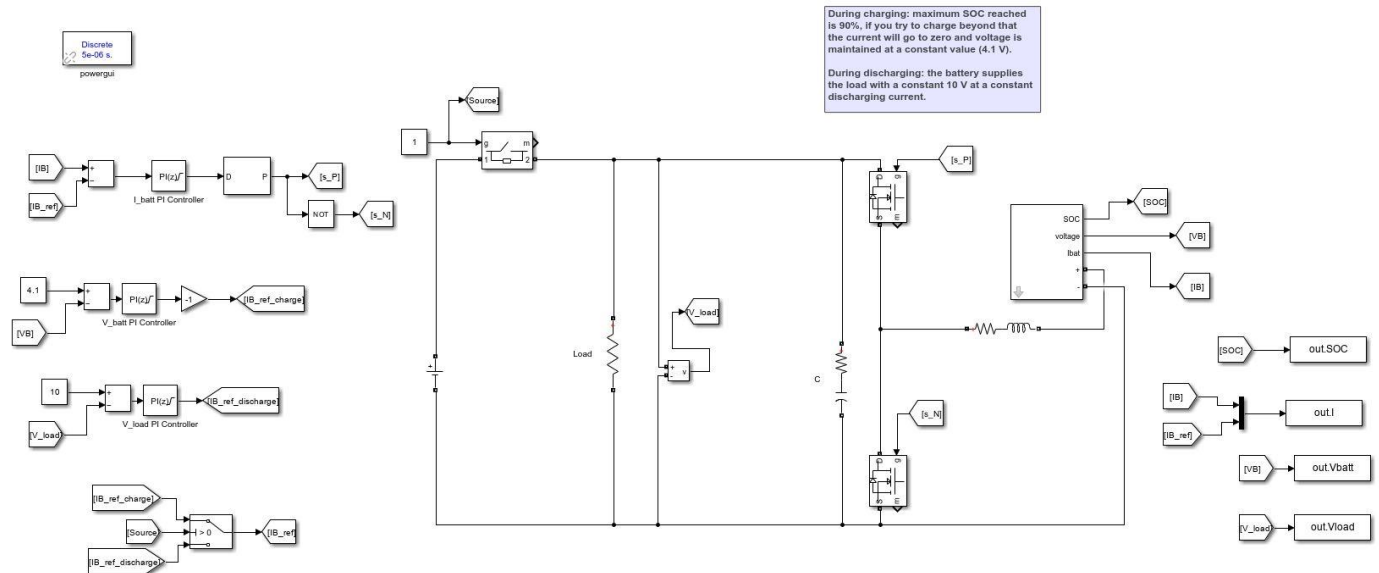 During charging: maximum SOC reached
is 90%, if you try to charge beyond that
the current will go to zero and voltage is
maintained at a constant value (4.1 V).
During discharging: the battery supplies
the load with a constant 10 V at a constant
discharging current.
Discrete
5e-06 s.
powergui
[Source]
1
g m
1 2
[IB]
[IB_ref]
+
−
PI(z)
I_batt PI Controller
D P
[s_P]
NOT
[s_N]
4.1
[VB]
+
−
PI(z)
V_batt PI Controller
-1
[IB_ref_charge]
10
[V_load]
+
−
PI(z)
V_load PI Controller
[IB_ref_discharge]
[IB_ref_charge]
[Source]
[IB_ref_discharge]
> 0
[IB_ref]
+
Load
[V_load]
+
-
v
C
[s_P]
D g
S m
[s_N]
D g
S m
SOC
voltage
Ibat
+
-
[SOC]
[VB]
[IB]
[SOC]
out.SOC
[IB]
[IB_ref]
out.I
[VB]
out.Vbatt
[V_load]
out.Vload